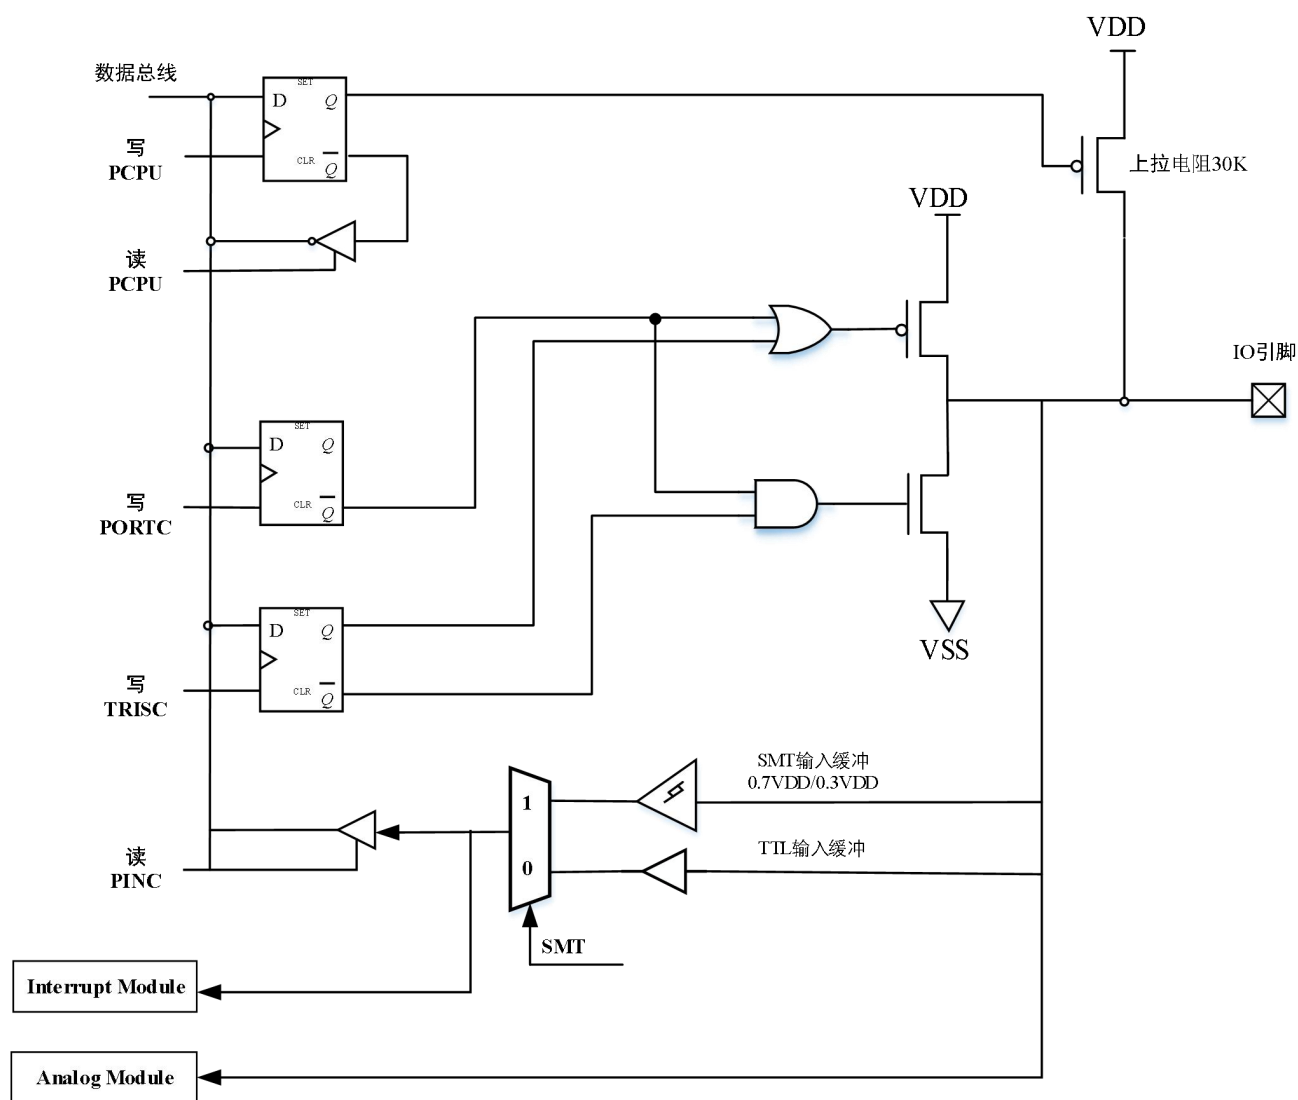 VDD
数据总线
SET
D
Q
写
PCPU
CLR
Q
上拉电阻30K
VDD
读
PCPU
IO引脚
SET
D
Q
写
PORTC
CLR
Q
SET
D
Q
VSS
写
TRISC
CLR
Q
SMT输入缓冲
0.7VDD/0.3VDD
1
TTL输入缓冲
读
PINC
0
SMT
Interrupt Module
Analog Module